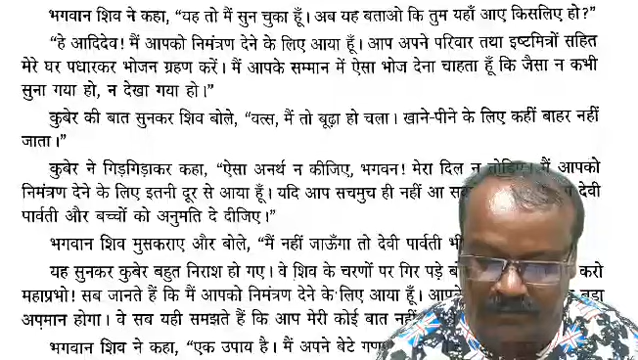 भगवान शिव ने कहा, “यह तो मैं सुन चुका हूँ। अब यह बताओ कि तुम यहाँ आए किसलिए हो?”
“हे आदिदेव! मैं आपको निमंत्रण देने के लिए आया हूँ। आप अपने परिवार तथा इष्टमित्रों सहित
मेरे घर पधारकर भोजन ग्रहण करें। मैं आपके सम्मान में ऐसा भोज देना चाहता हूँ कि जैसा न कभी
सुना गया हो, न देखा गया हो।”
कुबेर की बात सुनकर शिव बोले, “वत्स, मैं तो बूढ़ा हो चला। खाने-पीने के लिए कहीं बाहर नहीं
जाता।”
कुबेर ने गिड़गिड़ाकर कहा, “ऐसा अनर्थ न कीजिए, भगवन! मेरा दिल न तोड़िए। मैं आपको
निमंत्रण देने के लिए इतनी दूर से आया हूँ। यदि आप सचमुच ही नहीं आ देवी
पार्वती और बच्चों को अनुमति दे दीजिए।”
भगवान शिव मुसकराए और बोले, “मैं नहीं जाऊँगा तो देवी पार्वती भी
यह सुनकर कुबेर बहुत निराश हो गए। वे शिव के चरणों पर गिर पड़े करो
महाप्रभो! सब जानते हैं कि मैं आपको निमंत्रण देने के लिए आया हूँ। बड़ा
अपमान होगा। वे सब यही समझते हैं कि आप मेरी कोई बात नहीं
भगवान शिव ने कहा, “एक उपाय है। मैं अपने बेटे